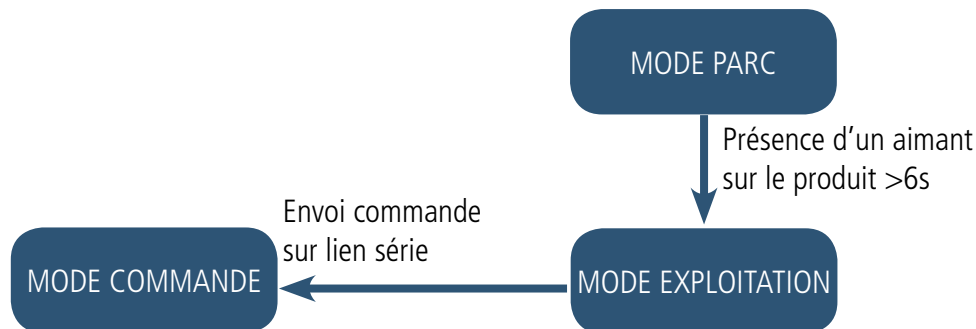 MODE PARC
Présence d’un aimant
sur le produit >6s
Envoi commande
sur lien série
MODE COMMANDE
MODE EXPLOITATION